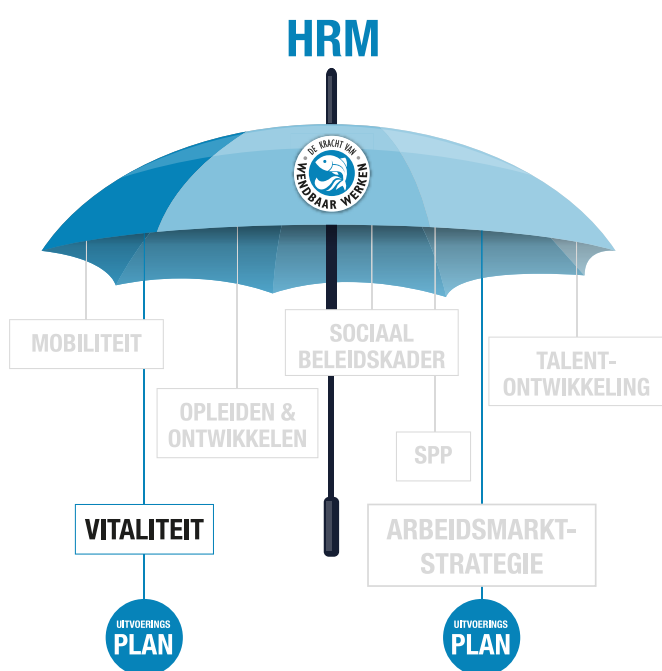 HRM
DE KRACHT VAN
WENDBAAR WERKEN
MOBILITEIT
SOCIAAL
BELEIDSKADER
TALENT-
ONTWIKKELING
OPLEIDEN &
ONTWIKKELEN
SPP
VITALITEIT
ARBEIDSMARKT-
STRATEGIE
UITVOERINGS
PLAN
UITVOERINGS
PLAN